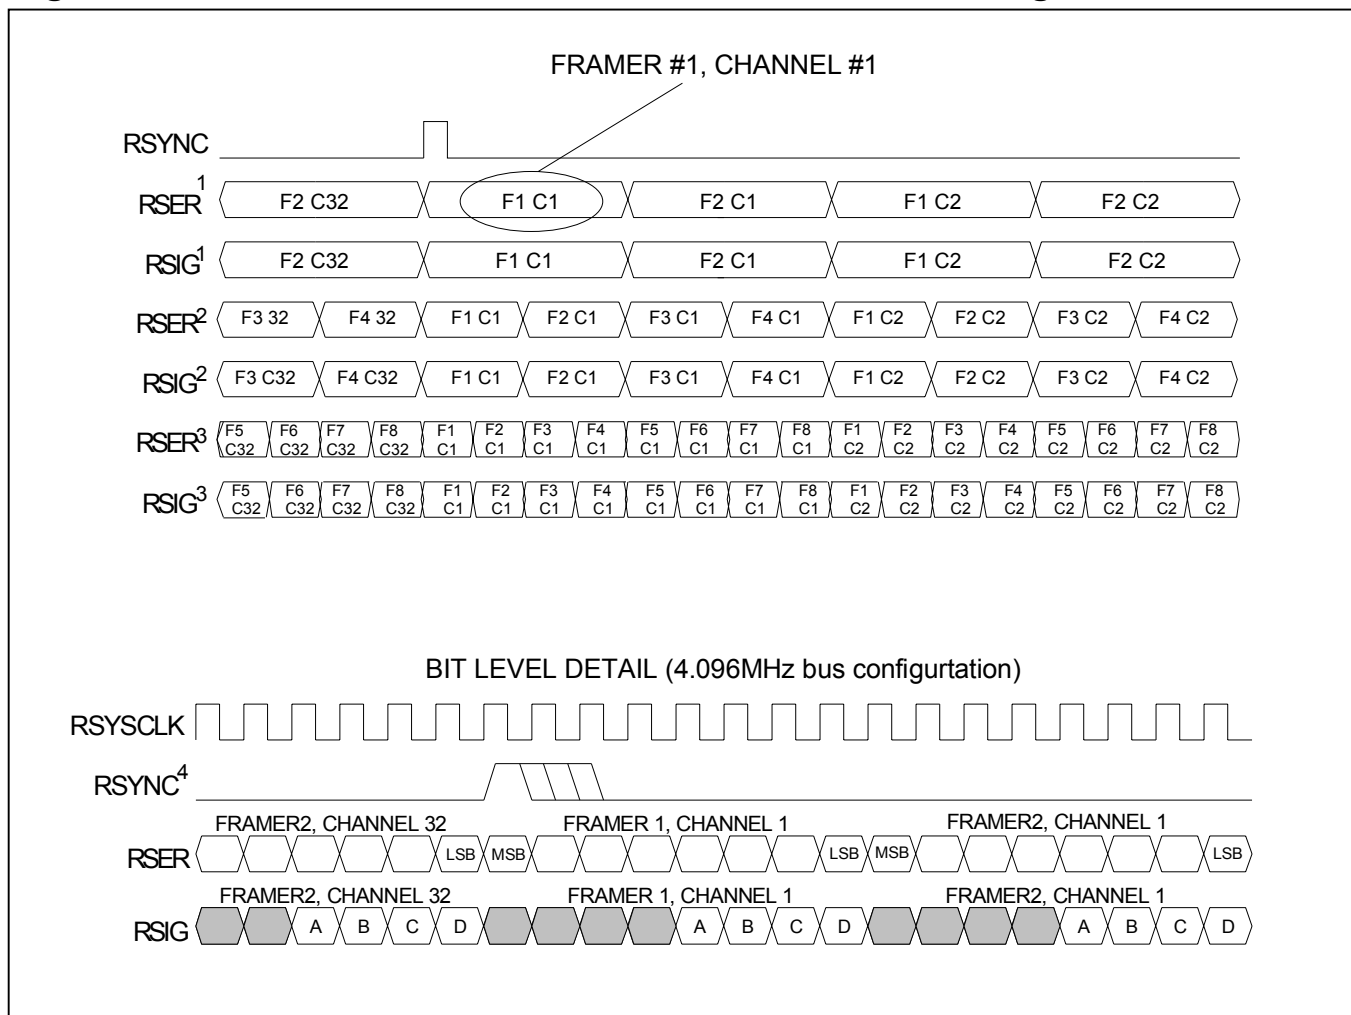 FRAMER #1, CHANNEL #1
RSYNC
RSER1 F2 C32 F1 C1 F2 C1 F1 C2 F2 C2
RSIG1 F2 C32 F1 C1 F2 C1 F1 C2 F2 C2
RSER2 F3 32 F4 32 F1 C1 F2 C1 F3 C1 F4 C1 F1 C2 F2 C2 F3 C2 F4 C2
RSIG2 F3 C32 F4 C32 F1 C1 F2 C1 F3 C1 F4 C1 F1 C2 F2 C2 F3 C2 F4 C2
F5 F6 F7 F8 F1 F2 F3 F4 F5 F6 F7 F8 F1 F2 F3 F4 F5 F6 F7 F8
RSER3 C32 C32 C32 C32 C1 C1 C1 C1 C1 C1 C1 C1 C2 C2 C2 C2 C2 C2 C2 C2
F5 F6 F7 F8 F1 F2 F3 F4 F5 F6 F7 F8 F1 F2 F3 F4 F5 F6 F7 F8
RSIG3 C32 C32 C32 C32 C1 C1 C1 C1 C1 C1 C1 C1 C2 C2 C2 C2 C2 C2 C2 C2
BIT LEVEL DETAIL (4.096MHz bus configurtation)
RSYSCLK
RSYNC4
FRAMER2, CHANNEL 32 FRAMER 1, CHANNEL 1 FRAMER2, CHANNEL 1
RSER LSB MSB LSB MSB LSB
FRAMER2, CHANNEL 32 FRAMER 1, CHANNEL 1 FRAMER2, CHANNEL 1
RSIG A B C D A B C D A B C D